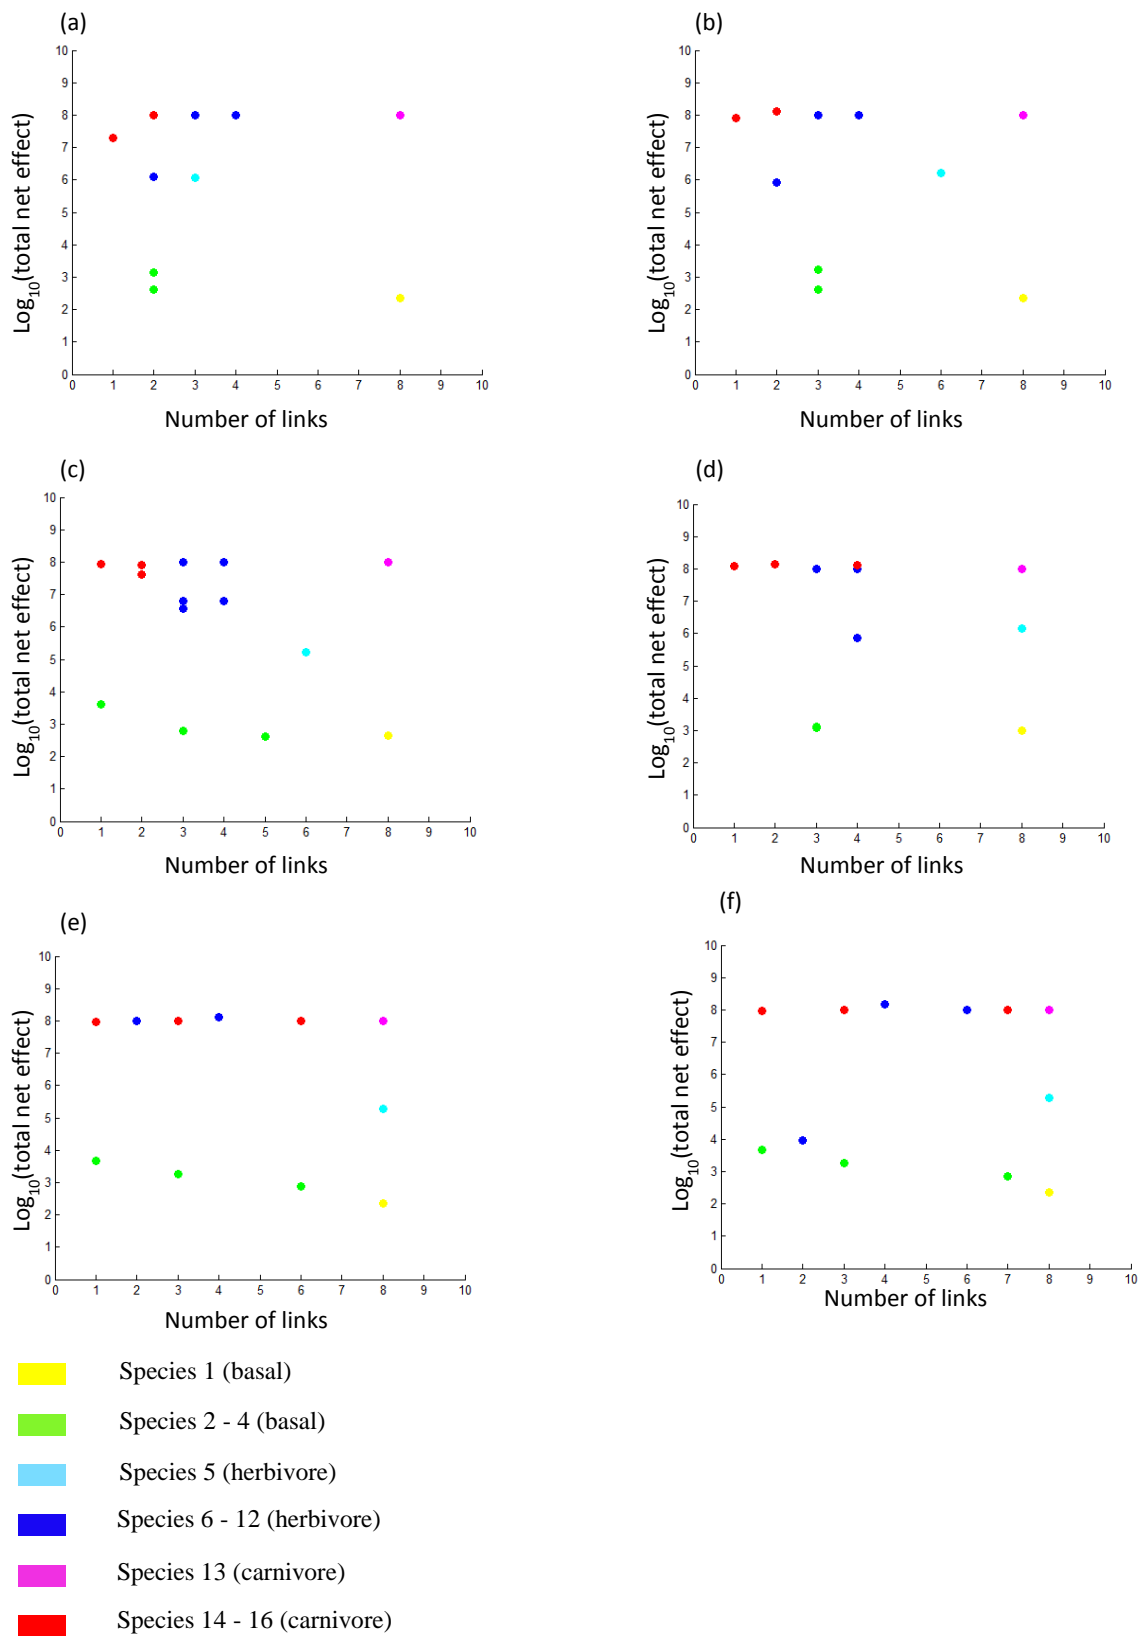 (a)
(b)
Log10(total net effect)
10
9
8
7
6
5
4
3
2
1
0
0 1 2 3 4 5 6 7 8 9 10
Number of links
Log10(total net effect)
10
9
8
7
6
5
4
3
2
1
0
0 1 2 3 4 5 6 7 8 9 10
Number of links
(c)
(d)
Log10(total net effect)
10
9
8
7
6
5
4
3
2
1
0
0 1 2 3 4 5 6 7 8 9 10
Number of links
Log10(total net effect)
10
9
8
7
6
5
4
3
2
1
0
0 1 2 3 4 5 6 7 8 9 10
Number of links
(e)
(f)
Log10(total net effect)
10
9
8
7
6
5
4
3
2
1
0
0 1 2 3 4 5 6 7 8 9 10
Number of links
Log10(total net effect)
10
9
8
7
6
5
4
3
2
1
0
0 1 2 3 4 5 6 7 8 9 10
Number of links
Species 1 (basal)
Species 2 - 4 (basal)
Species 5 (herbivore)
Species 6 - 12 (herbivore)
Species 13 (carnivore)
Species 14 - 16 (carnivore)